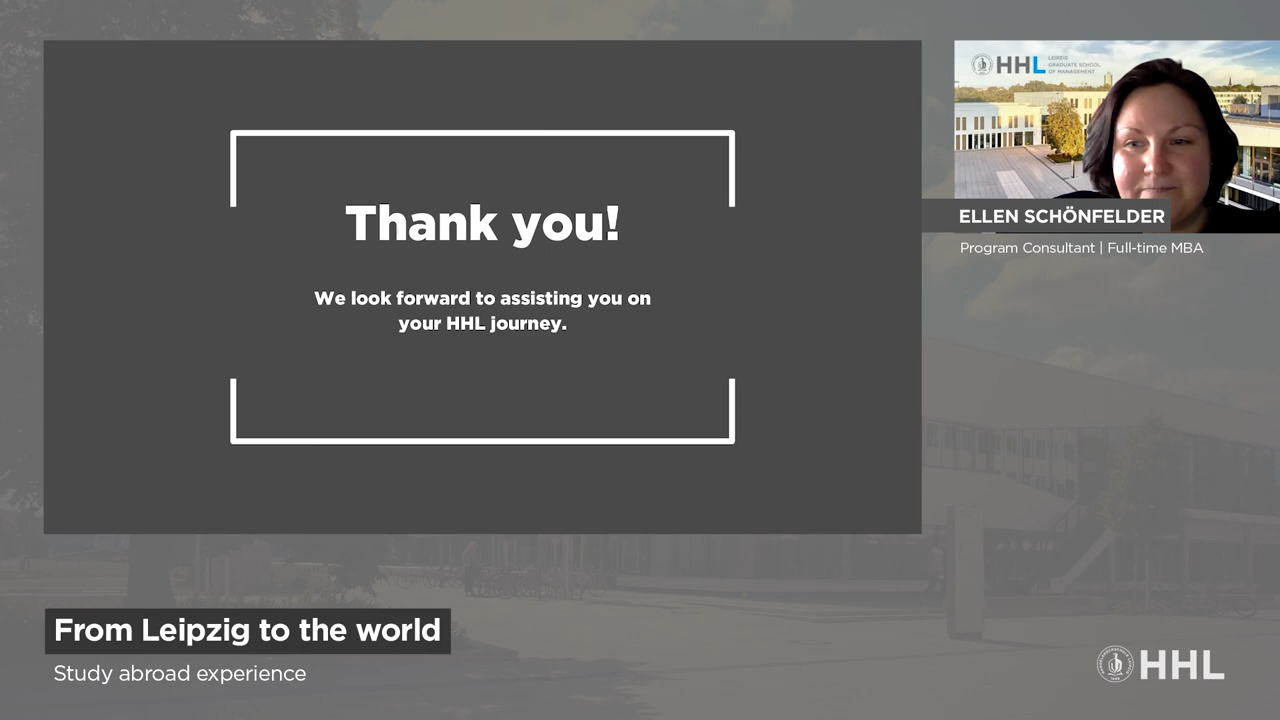 Thank you!
We look forward to assisting you on
your HHL journey.
HHL
LEIPZIG
GRADUATE SCHOOL
OF MANAGEMENT
ELLEN SCHÖNFELDER
Program Consultant | Full-time MBA
From Leipzig to the world
Study abroad experience
HHL